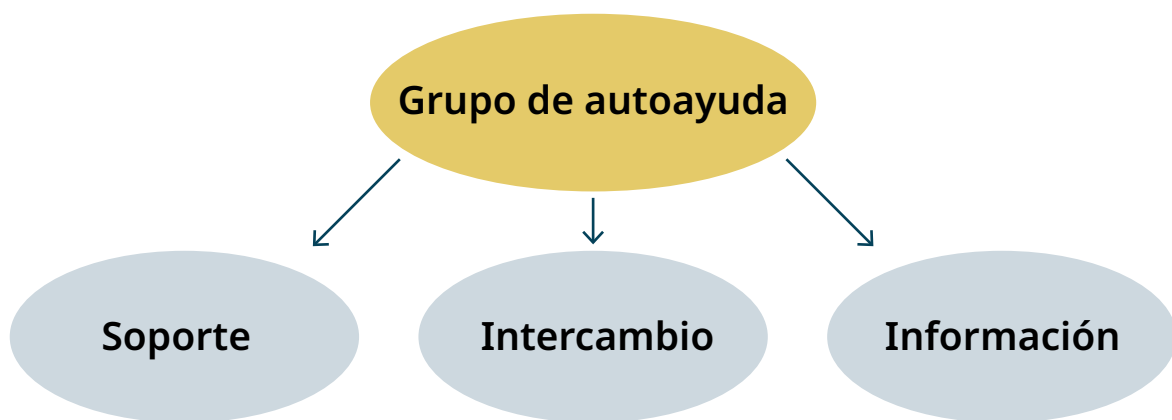 Grupo de autoayuda
Soporte
Intercambio
Información